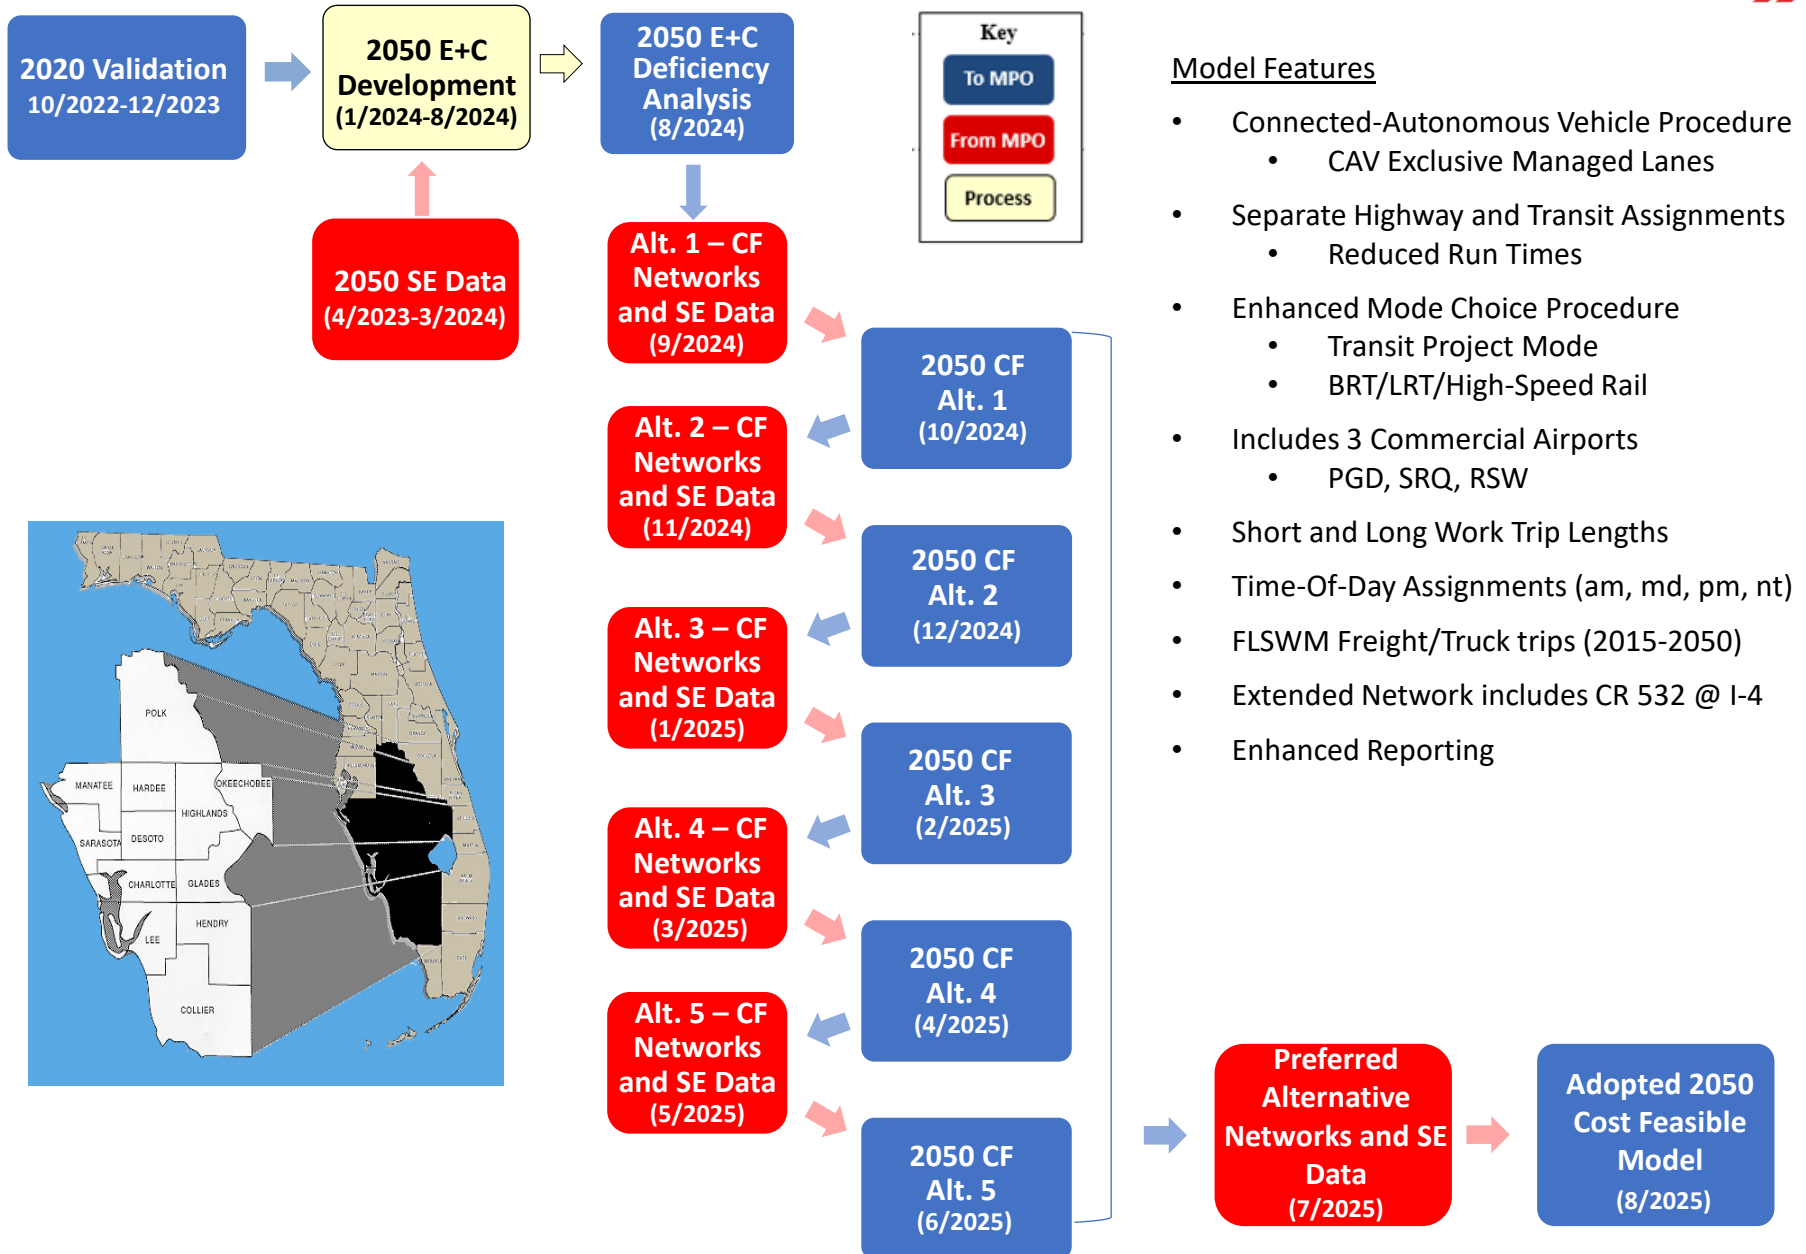 2020 Validation
10/2022-12/2023
2050 E+C
Development
(1/2024-8/2024)
2050 E+C
Deficiency
Analysis
(8/2024)
2050 SE Data
(4/2023-3/2024)
Key
To MPO
From MPO
Process
Alt. 1 – CF
Networks
and SE Data
(9/2024)
2050 CF
Alt. 1
(10/2024)
Alt. 2 – CF
Networks
and SE Data
(11/2024)
2050 CF
Alt. 2
(12/2024)
Alt. 3 – CF
Networks
and SE Data
(1/2025)
2050 CF
Alt. 3
(2/2025)
Alt. 4 – CF
Networks
and SE Data
(3/2025)
2050 CF
Alt. 4
(4/2025)
Alt. 5 – CF
Networks
and SE Data
(5/2025)
2050 CF
Alt. 5
(6/2025)
Preferred
Alternative
Networks and SE
Data
(7/2025)
Adopted 2050
Cost Feasible
Model
(8/2025)
Model Features
• Connected-Autonomous Vehicle Procedure
• CAV Exclusive Managed Lanes
• Separate Highway and Transit Assignments
• Reduced Run Times
• Enhanced Mode Choice Procedure
• Transit Project Mode
• BRT/LRT/High-Speed Rail
• Includes 3 Commercial Airports
• PGD, SRQ, RSW
• Short and Long Work Trip Lengths
• Time-Of-Day Assignments (am, md, pm, nt)
• FLSWM Freight/Truck trips (2015-2050)
• Extended Network includes CR 532 @ I-4
• Enhanced Reporting
POLK
MANATEE
HARDEE
OKEECHOBEE
HIGHLANDS
SARASOTA
DESOTO
CHARLOTTE
GLADES
HENDRY
LEE
COLLIER